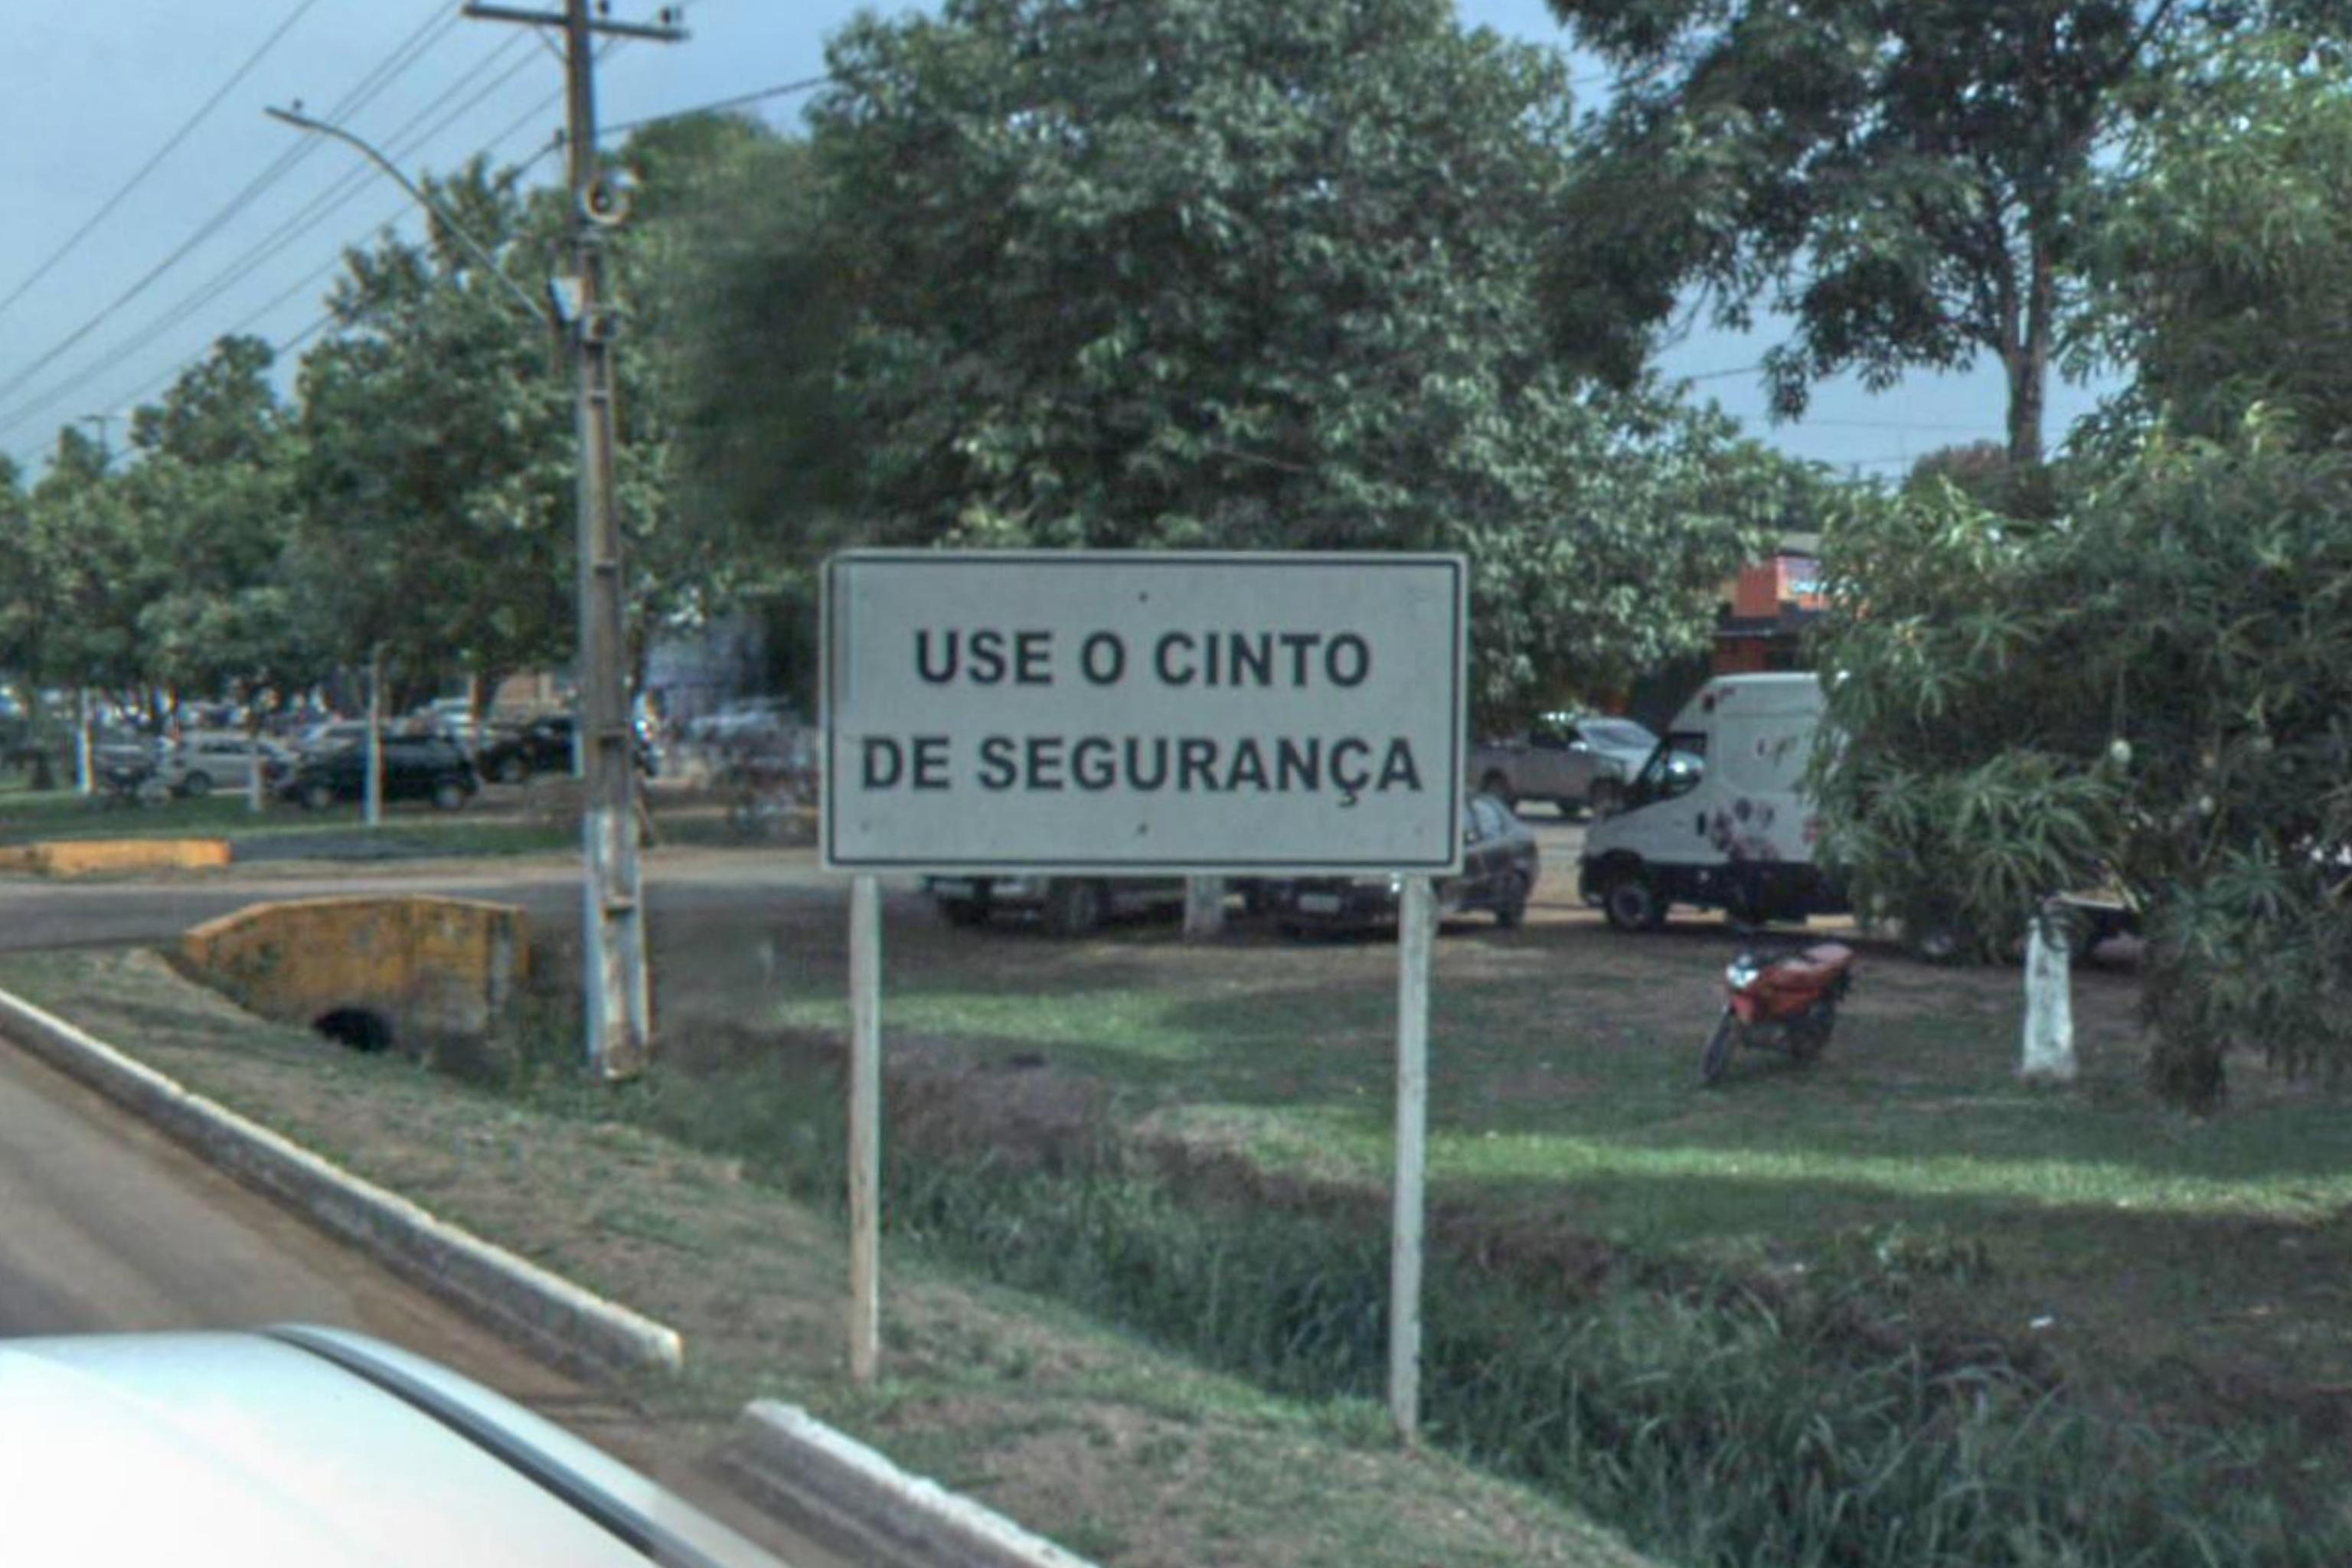 USE O CINTO
DE SEGURANÇA